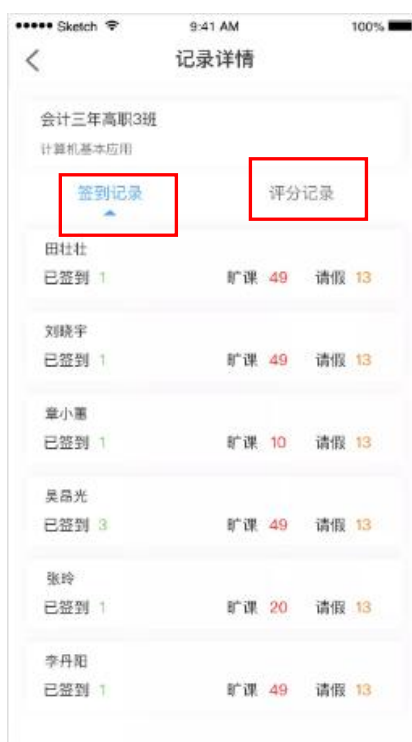 Sketch 9:41 AM 100%
记录详情
会计三年高职3班
计算机基本应用
签到记录 评分记录
田壮壮
已签到 1 旷课 49 请假 13
刘晓宇
已签到 1 旷课 49 请假 13
章小蕙
已签到 1 旷课 10 请假 13
吴昂光
已签到 3 旷课 49 请假 13
张玲
已签到 1 旷课 20 请假 13
李丹阳
已签到 1 旷课 49 请假 13